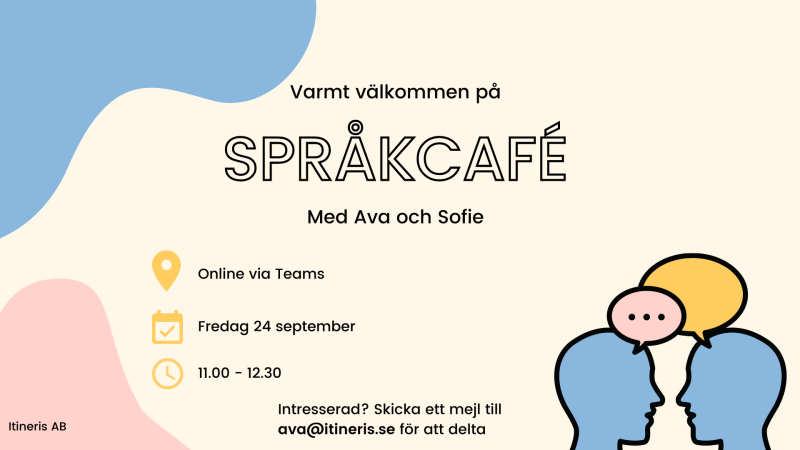 Varmt välkommen på
SPRÅKCAFÉ
Med Ava och Sofie
Online via Teams
Fredag 24 september
11.00 - 12.30
Intresserad? Skicka ett mejl till
ava@itineris.se för att delta
Itineris AB